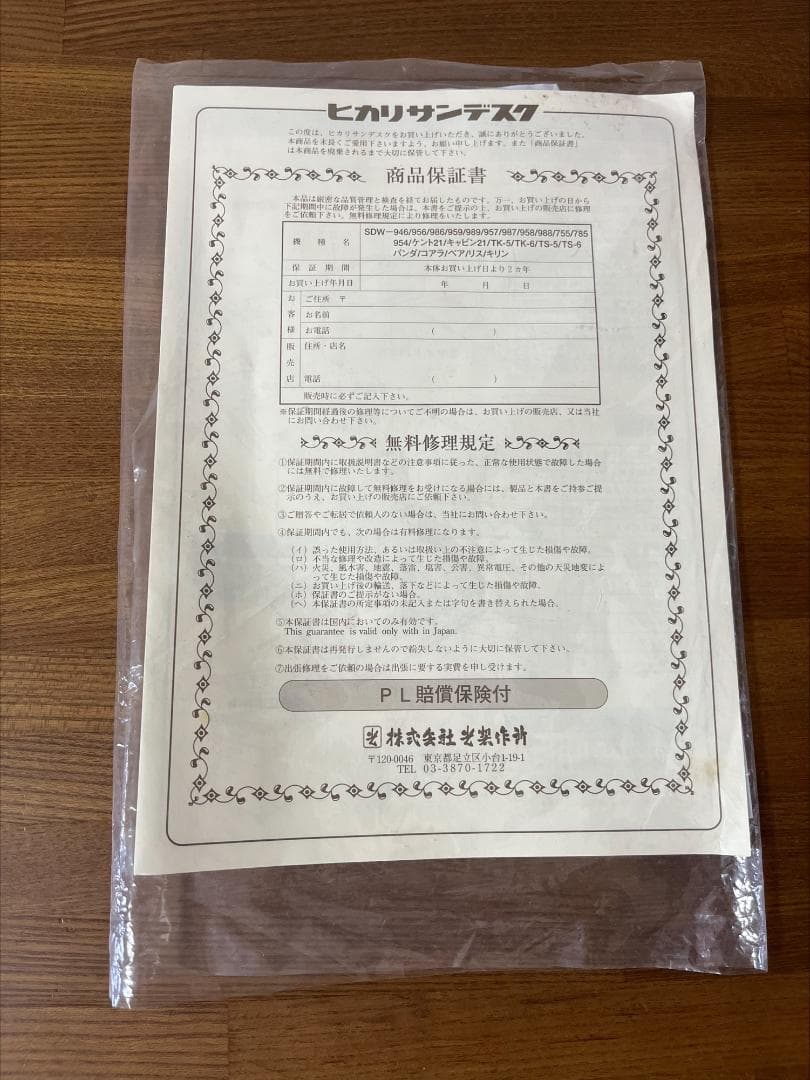 ヒカリサンデスク
この度は、ヒカリサンデスクをお買い上げいただき、誠にありがとうございました。
本商品を末長くご愛用下さいますよう、お願い申し上げます。また「商品保証書」
は本商品を廃棄されるまで大切に保管して下さい。
商品保証書
本品は厳密な品質管理と検査を経てお届したものです。万一、お買い上げの日から
下記期間中に故障が発生した場合は、本書をご提示の上、お買い上げの販売店に修理
をご依頼下さい。無料修理規定により修理をいたします。
機種名
SDW-946/956/986/959/989/957/987/958/988/755/785
954/ケント21/キャビン21/TK-5/TK-6/TS-5/TS-6
パンダ/コアラ/ベア/リス/キリン
保証期間 本体お買い上げ日より2ヵ年
お買い上げ年月日 年 月 日
お客様
ご住所 〒
お名前
お電話 ( )
販売店
住所・店名
電話 ( )
販売時に必ずご記入下さい。
※保証期間経過後の修理等についてご不明の場合は、お買い上げの販売店、又は当社
にお問い合わせ下さい。
無料修理規定
①保証期間内に取扱説明書などの注意事項に従った、正常な使用状態で故障した場合
には無料で修理いたします。
②保証期間内に故障して無料修理をお受けになる場合には、製品と本書をご持参ご提
示のうえ、お買い上げの販売店にご依頼下さい。
③ご贈答やご転居で依頼人のない場合は、当社にお問い合わせ下さい。
④保証期間内でも、次の場合は有料修理になります。
(イ)誤った使用方法、あるいは取扱い上の不注意によって生じた損傷や故障。
(ロ)不当な修理や改造によって生じた損傷や故障。
(ハ)火災、風水害、地震、落雷、塩害、公害、異常電圧、その他の天災地変によ
って生じた損傷や故障。
(ニ)お買い上げ後の輸送、落下などによって生じた損傷や故障。
(ホ)保証書のご提示がない場合。
(ヘ)本保証書の所定事項の未記入または字句を書き替えられた場合。
⑤本保証書は国内においてのみ有効です。
This guarantee is valid only with in Japan.
⑥本保証書は再発行しませんので紛失しないように大切に保管して下さい。
⑦出張修理をご依頼の場合は出張に要する実費を申し受けます。
PL賠償保険付
光 株式会社 光製作所
〒120-0046 東京都足立区小台1-19-1
TEL 03-3870-1722